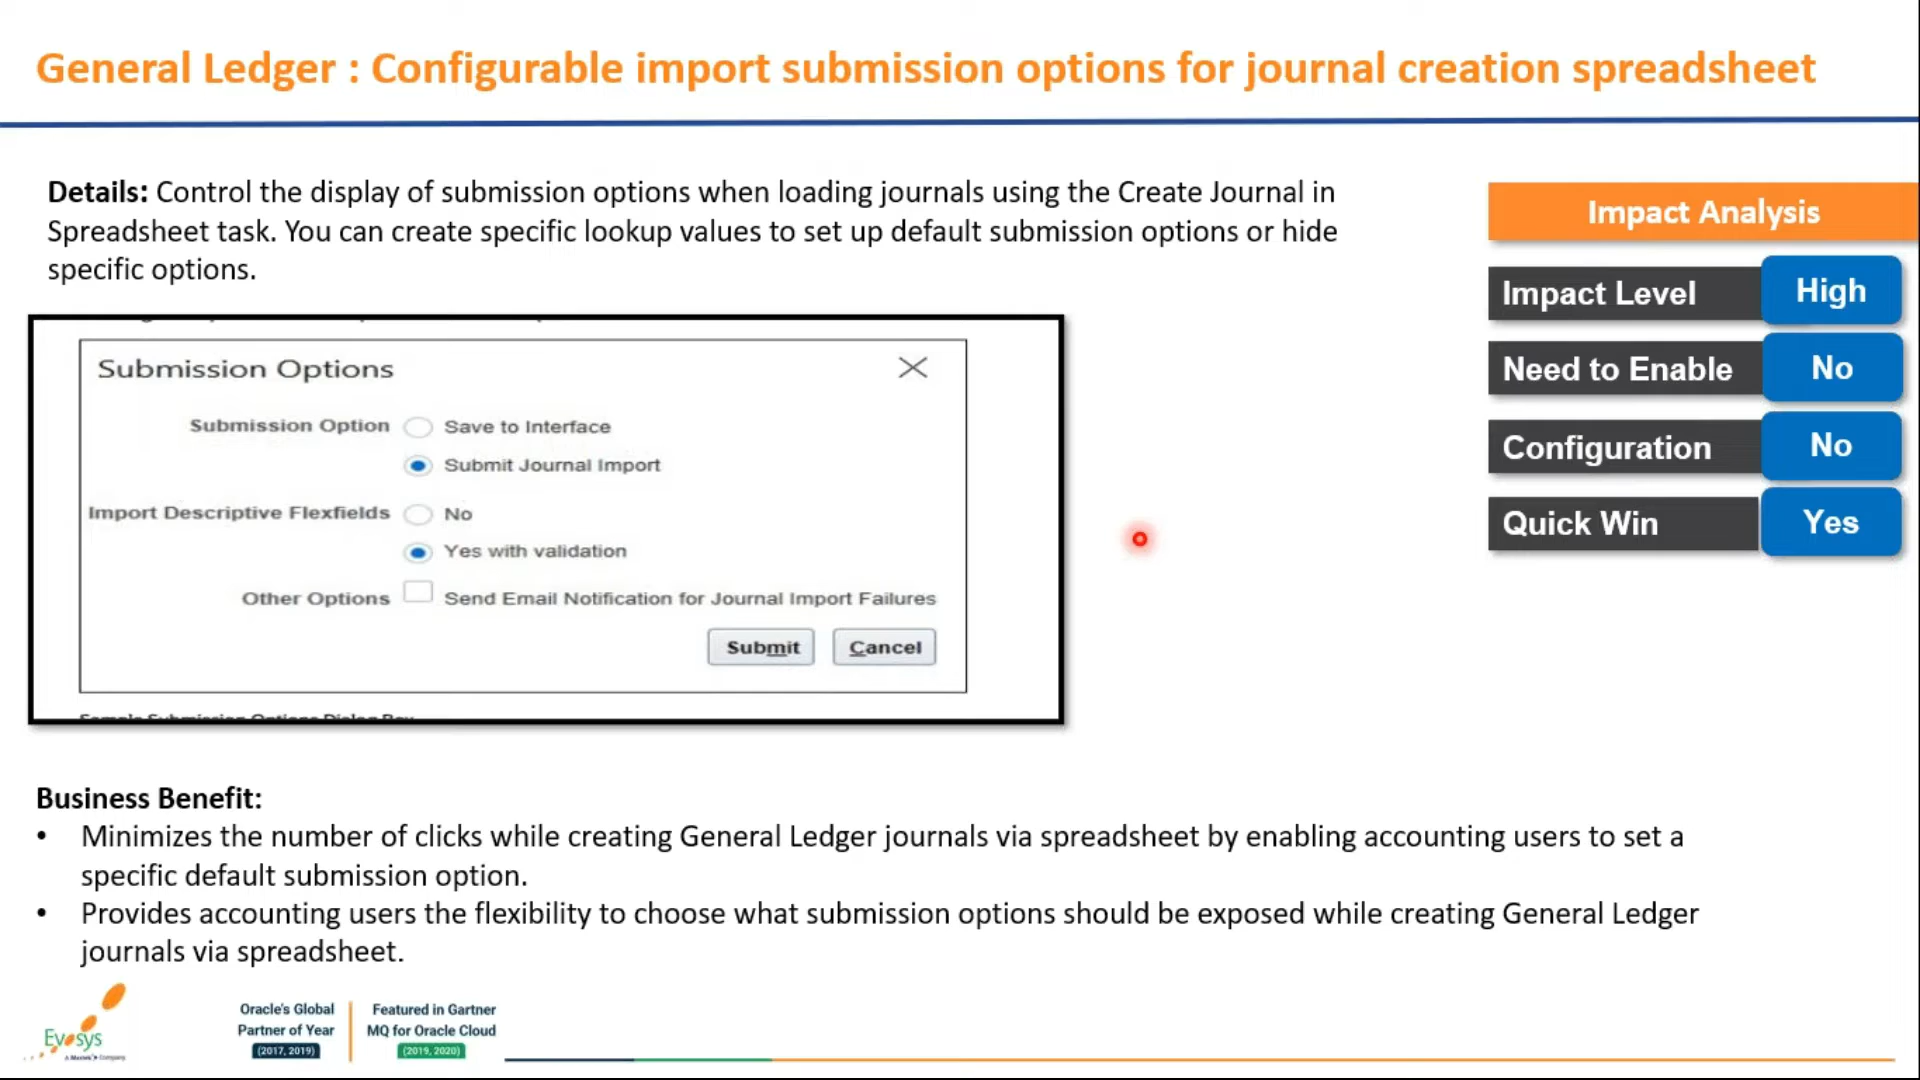 General Ledger : Configurable import submission options for journal creation spreadsheet
Details: Control the display of submission options when loading journals using the Create Journal in
Spreadsheet task. You can create specific lookup values to set up default submission options or hide
specific options.
Impact Analysis
Impact Level High
Need to Enable No
Configuration No
Quick Win Yes
Submission Options
Submission Option Save to Interface
Submit Journal Import
Import Descriptive Flexfields No
Yes with validation
Other Options Send Email Notification for Journal Import Failures
Submit Cancel
Sample Submission Options Dialog Box
Business Benefit:
• Minimizes the number of clicks while creating General Ledger journals via spreadsheet by enabling accounting users to set a
specific default submission option.
• Provides accounting users the flexibility to choose what submission options should be exposed while creating General Ledger
journals via spreadsheet.
Evosys
A Mastek Company
Oracle's Global
Partner of Year
(2017, 2019)
Featured in Gartner
MQ for Oracle Cloud
(2019, 2020)